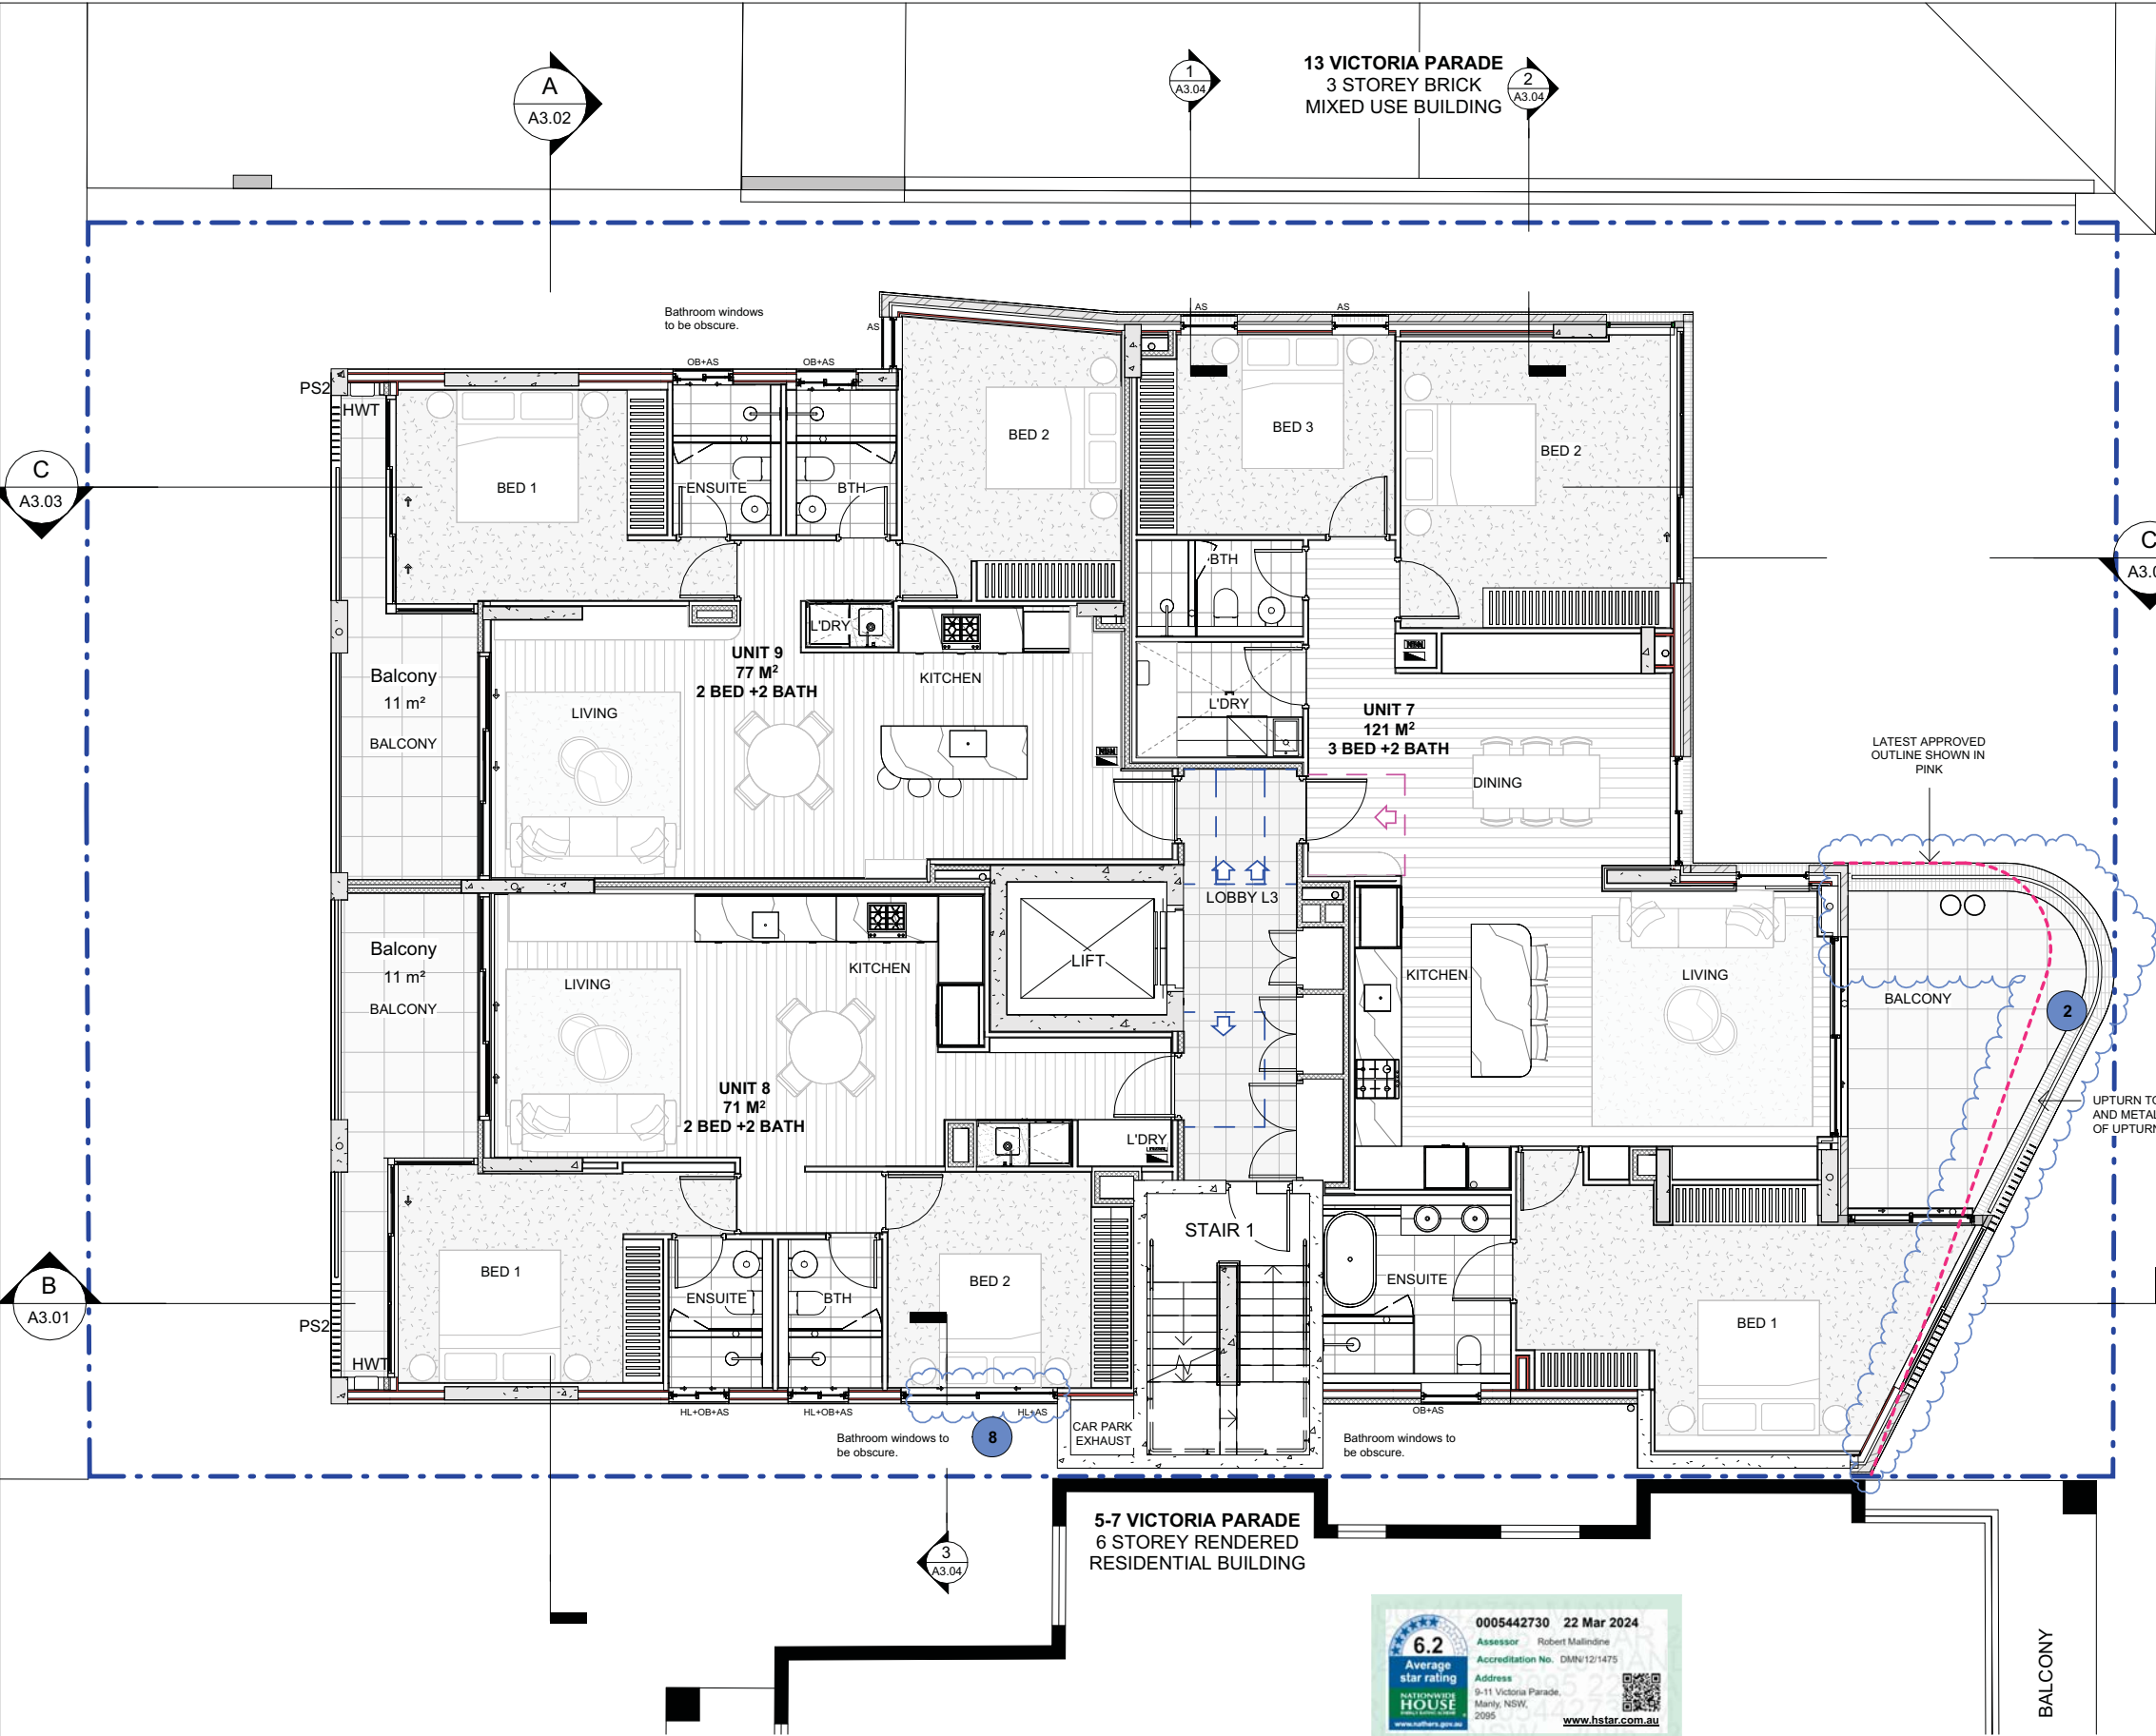 A
A3.02
1
A3.04
13 VICTORIA PARADE
3 STOREY BRICK
MIXED USE BUILDING
2
A3.04
Bathroom windows
to be obscure.
AS
AS
AS
OB+AS
OB+AS
PS2
HWT
C
A3.03
BED 1
ENSUITE
BTH
BED 2
BED 3
BED 2
C
BTH
L'DRY
UNIT 9
77 M²
2 BED +2 BATH
KITCHEN
LIVING
Balcony
11 m²
BALCONY
L'DRY
UNIT 7
121 M²
3 BED +2 BATH
DINING
LATEST APPROVED
OUTLINE SHOWN IN
PINK
LOBBY L3
LIFT
Balcony
11 m²
BALCONY
LIVING
KITCHEN
KITCHEN
LIVING
BALCONY
2
UNIT 8
71 M²
2 BED +2 BATH
L'DRY
UPTURN
AND
OF
STAIR 1
B
A3.01
PS2
HWT
BED 1
ENSUITE
BTH
BED 2
ENSUITE
BED 1
HL+OB+AS
HL+OB+AS
HL+AS
OB+AS
Bathroom windows to
be obscure.
8
CAR PARK
EXHAUST
Bathroom windows to
be obscure.
3
A3.04
5-7 VICTORIA PARADE
6 STOREY RENDERED
RESIDENTIAL BUILDING
6.2
Average
star rating
NATIONWIDE
HOUSE
www.nathers.gov.au
0005442730 22 Mar 2024
Assessor Robert Mallindine
Accreditation No. DMN/12/1475
Address
9-11 Victoria Parade,
Manly, NSW,
2095
www.hstar.com.au
BALCONY